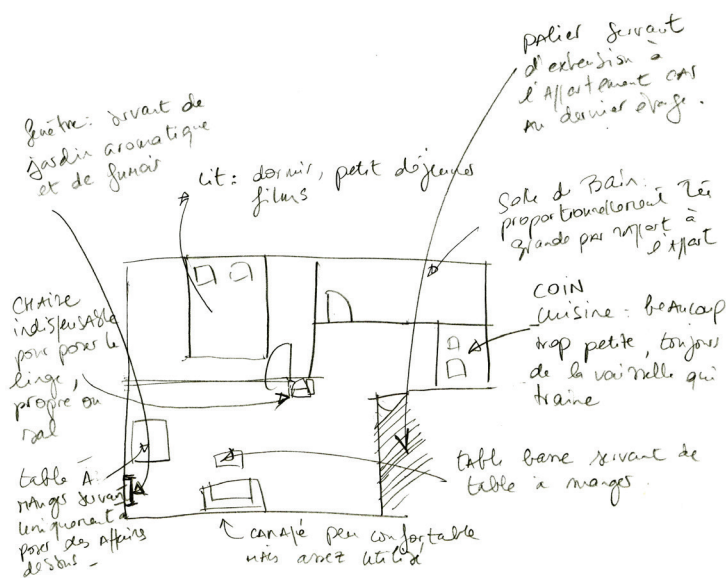 palier servant
d'extension à
l'Appartement car
Au dernier étage.
fenêtre: servant de
jardin aromatique
et de fumoir
lit: dormir, petit déjeuner
films
Salle de Bain:
proportionnellement très
grande par rapport à
l'Appart
COIN
cuisine: beAucoup
trop petite, toujours
de la vaisselle qui
traine
CHAise
indispensable
pour poser le
linge,
propre ou
sal
table A
mAnger servant
uniquement à
poser des Affaires
dessus -
tAble basse servant de
table a manger.
CANApé peu confortable
mais assez utilisé